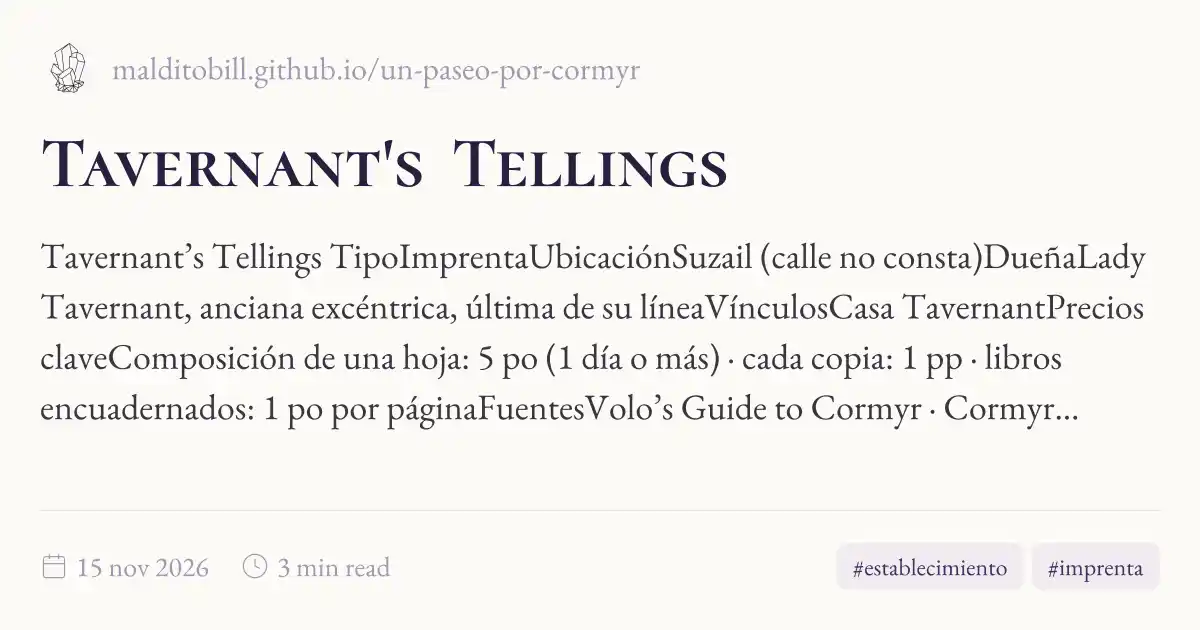 malditobill.github.io/un-paseo-por-cormyr
Tavernant's Tellings
Tavernant’s Tellings TipoImprentaUbicaciónSuzail (calle no consta)DueñaLady
Tavernant, anciana excéntrica, última de su líneaVínculosCasa TavernantPrecios
claveComposición de una hoja: 5 po (1 día o más) · cada copia: 1 pp · libros
encuadernados: 1 po por páginaFuentesVolo’s Guide to Cormyr · Cormyr...
15 nov 2026 3 min read #establecimiento #imprenta